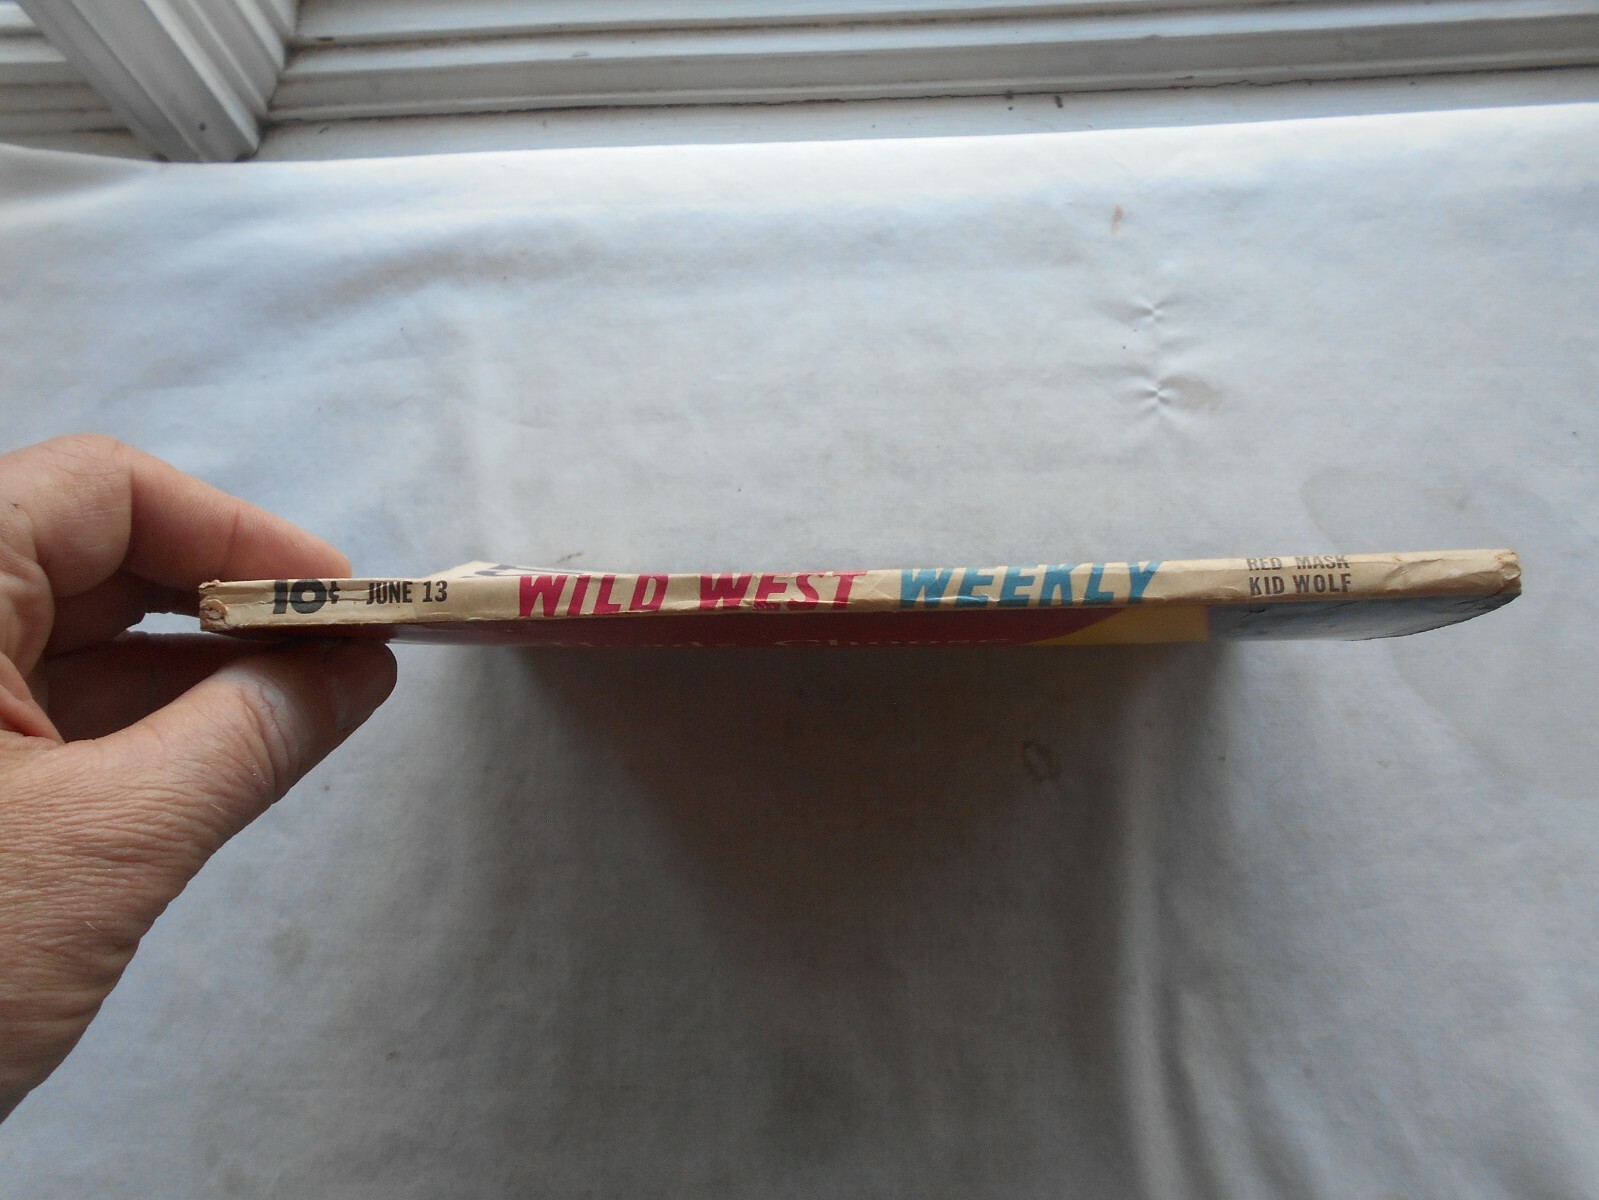 10¢ JUNE 13 WILD WEST WEEKLY
RED MASK
KID WOLF